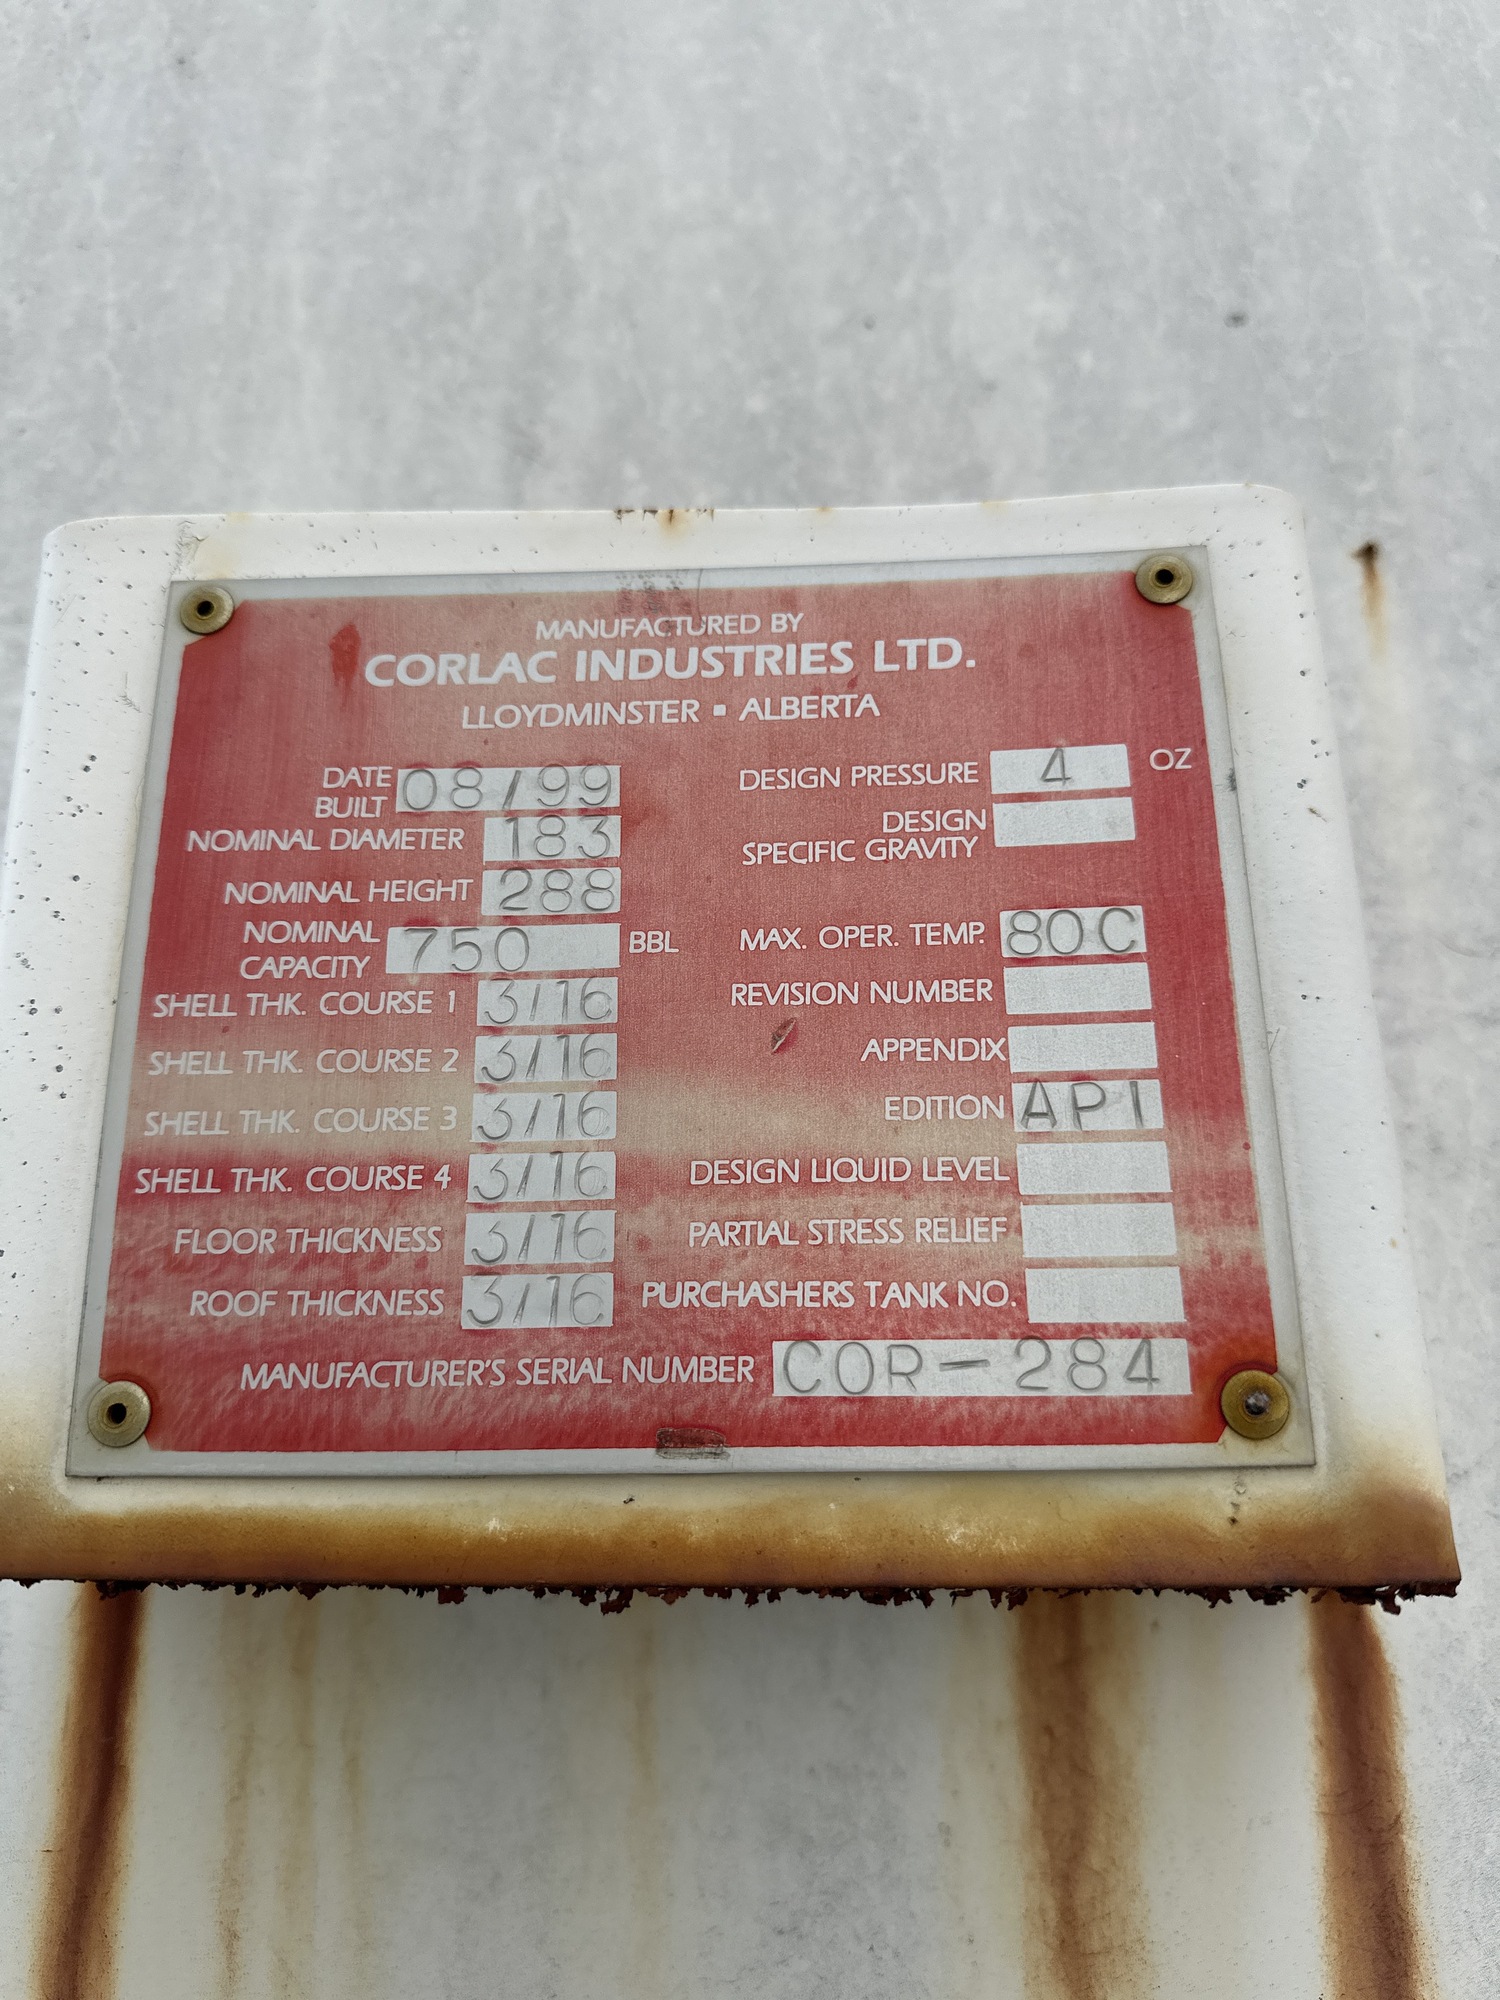 MANUFACTURED BY
CORLAC INDUSTRIES LTD.
LLOYDMINSTER ▪ ALBERTA
DATE BUILT 08/99
NOMINAL DIAMETER 183
NOMINAL HEIGHT 288
NOMINAL CAPACITY 750 BBL
SHELL THK. COURSE 1 3/16
SHELL THK. COURSE 2 3/16
SHELL THK. COURSE 3 3/16
SHELL THK. COURSE 4 3/16
FLOOR THICKNESS 3/16
ROOF THICKNESS 3/16
DESIGN PRESSURE 4 OZ
DESIGN SPECIFIC GRAVITY
MAX. OPER. TEMP. 80C
REVISION NUMBER
APPENDIX
EDITION API
DESIGN LIQUID LEVEL
PARTIAL STRESS RELIEF
PURCHASHERS TANK NO.
MANUFACTURER'S SERIAL NUMBER COR-284